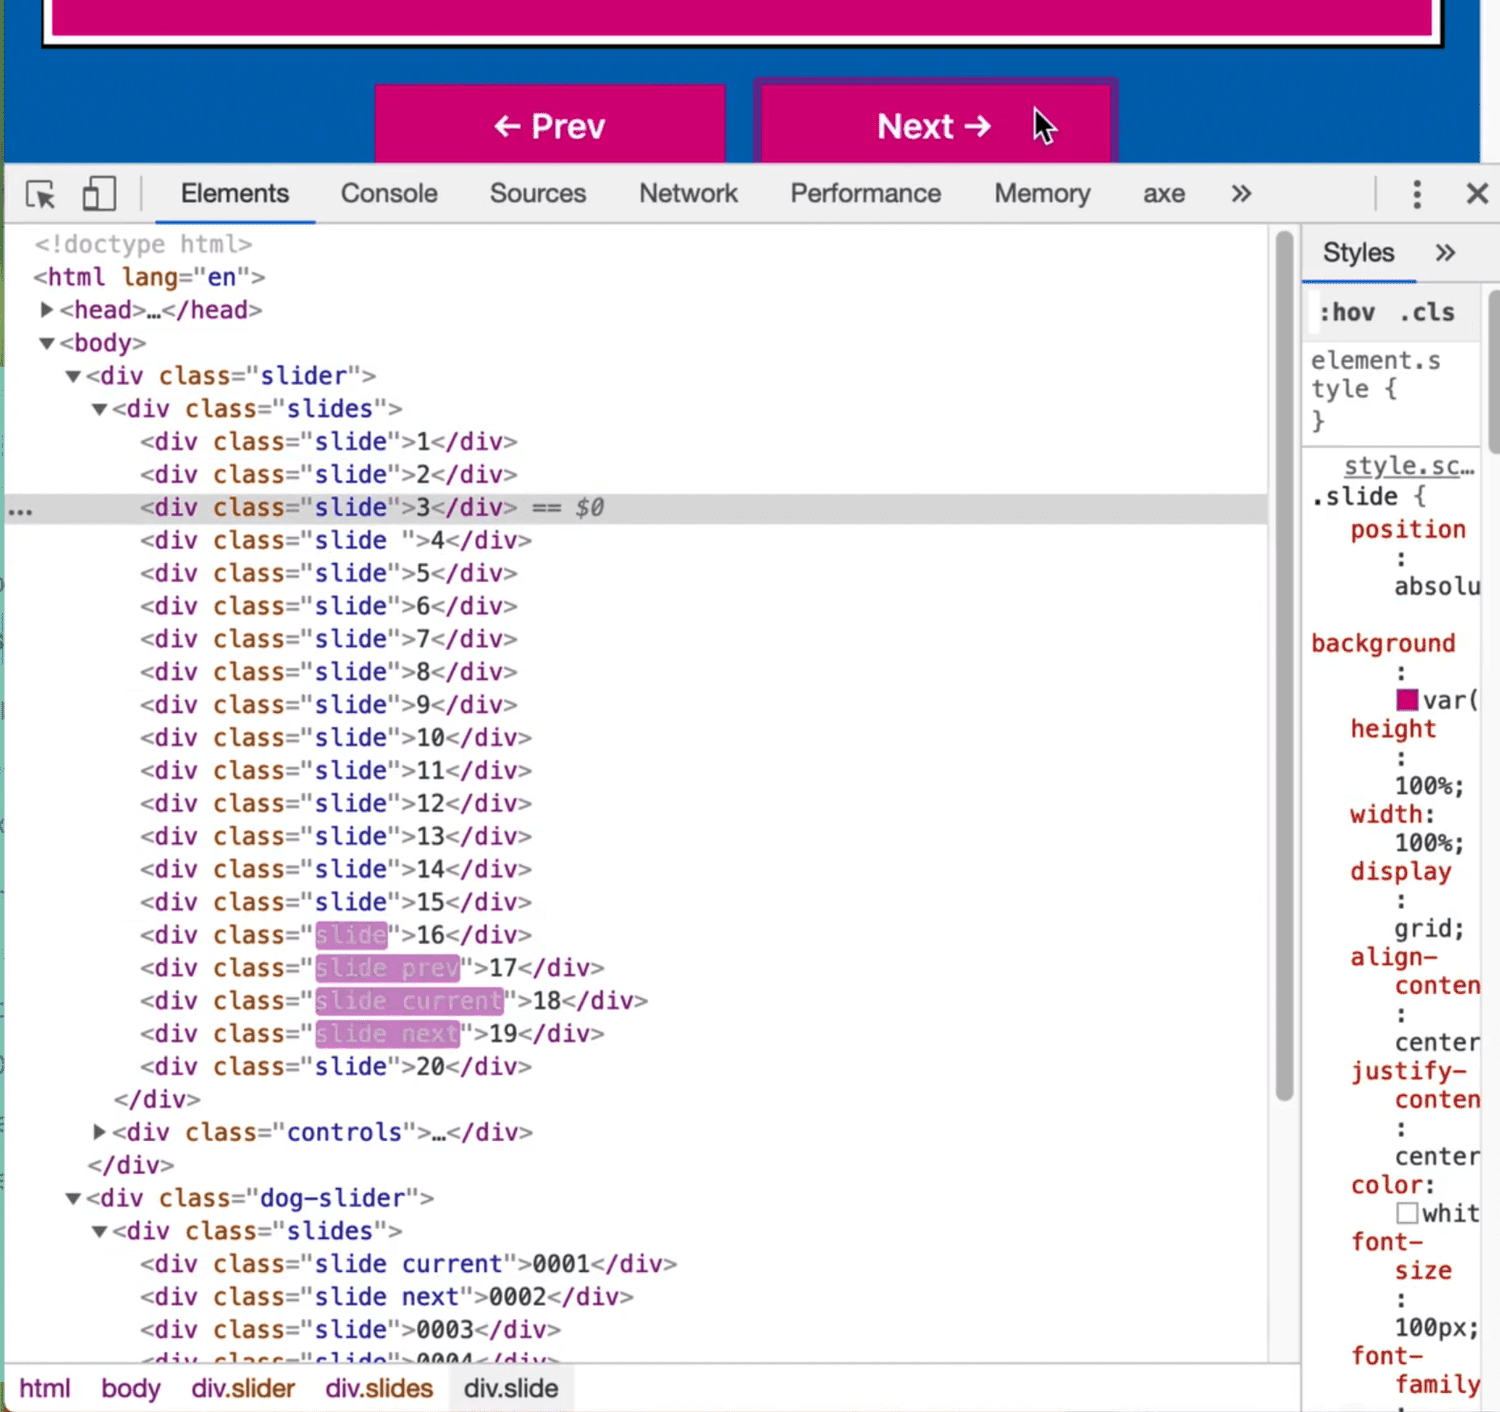 ← Prev
Next →
Elements Console Sources Network Performance Memory axe »
<!doctype html>
<html lang="en">
▶<head>…</head>
▼<body>
▼<div class="slider">
▼<div class="slides">
<div class="slide">1</div>
<div class="slide">2</div>
… <div class="slide">3</div> == $0
<div class="slide ">4</div>
<div class="slide">5</div>
<div class="slide">6</div>
<div class="slide">7</div>
<div class="slide">8</div>
<div class="slide">9</div>
<div class="slide">10</div>
<div class="slide">11</div>
<div class="slide">12</div>
<div class="slide">13</div>
<div class="slide">14</div>
<div class="slide">15</div>
<div class="slide">16</div>
<div class="slide prev">17</div>
<div class="slide current">18</div>
<div class="slide next">19</div>
<div class="slide">20</div>
</div>
▶<div class="controls">…</div>
</div>
▼<div class="dog-slider">
▼<div class="slides">
<div class="slide current">0001</div>
<div class="slide next">0002</div>
<div class="slide">0003</div>
<div class="slide">0004</div>
html body div.slider div.slides div.slide
Styles »
:hov .cls
element.s
tyle {
}
style.sc…
.slide {
position
:
absolu
background
:
var(
height
:
100%;
width:
100%;
display
:
grid;
align-
conten
:
center
justify-
conten
:
center
color:
whit
font-
size
:
100px;
font-
family